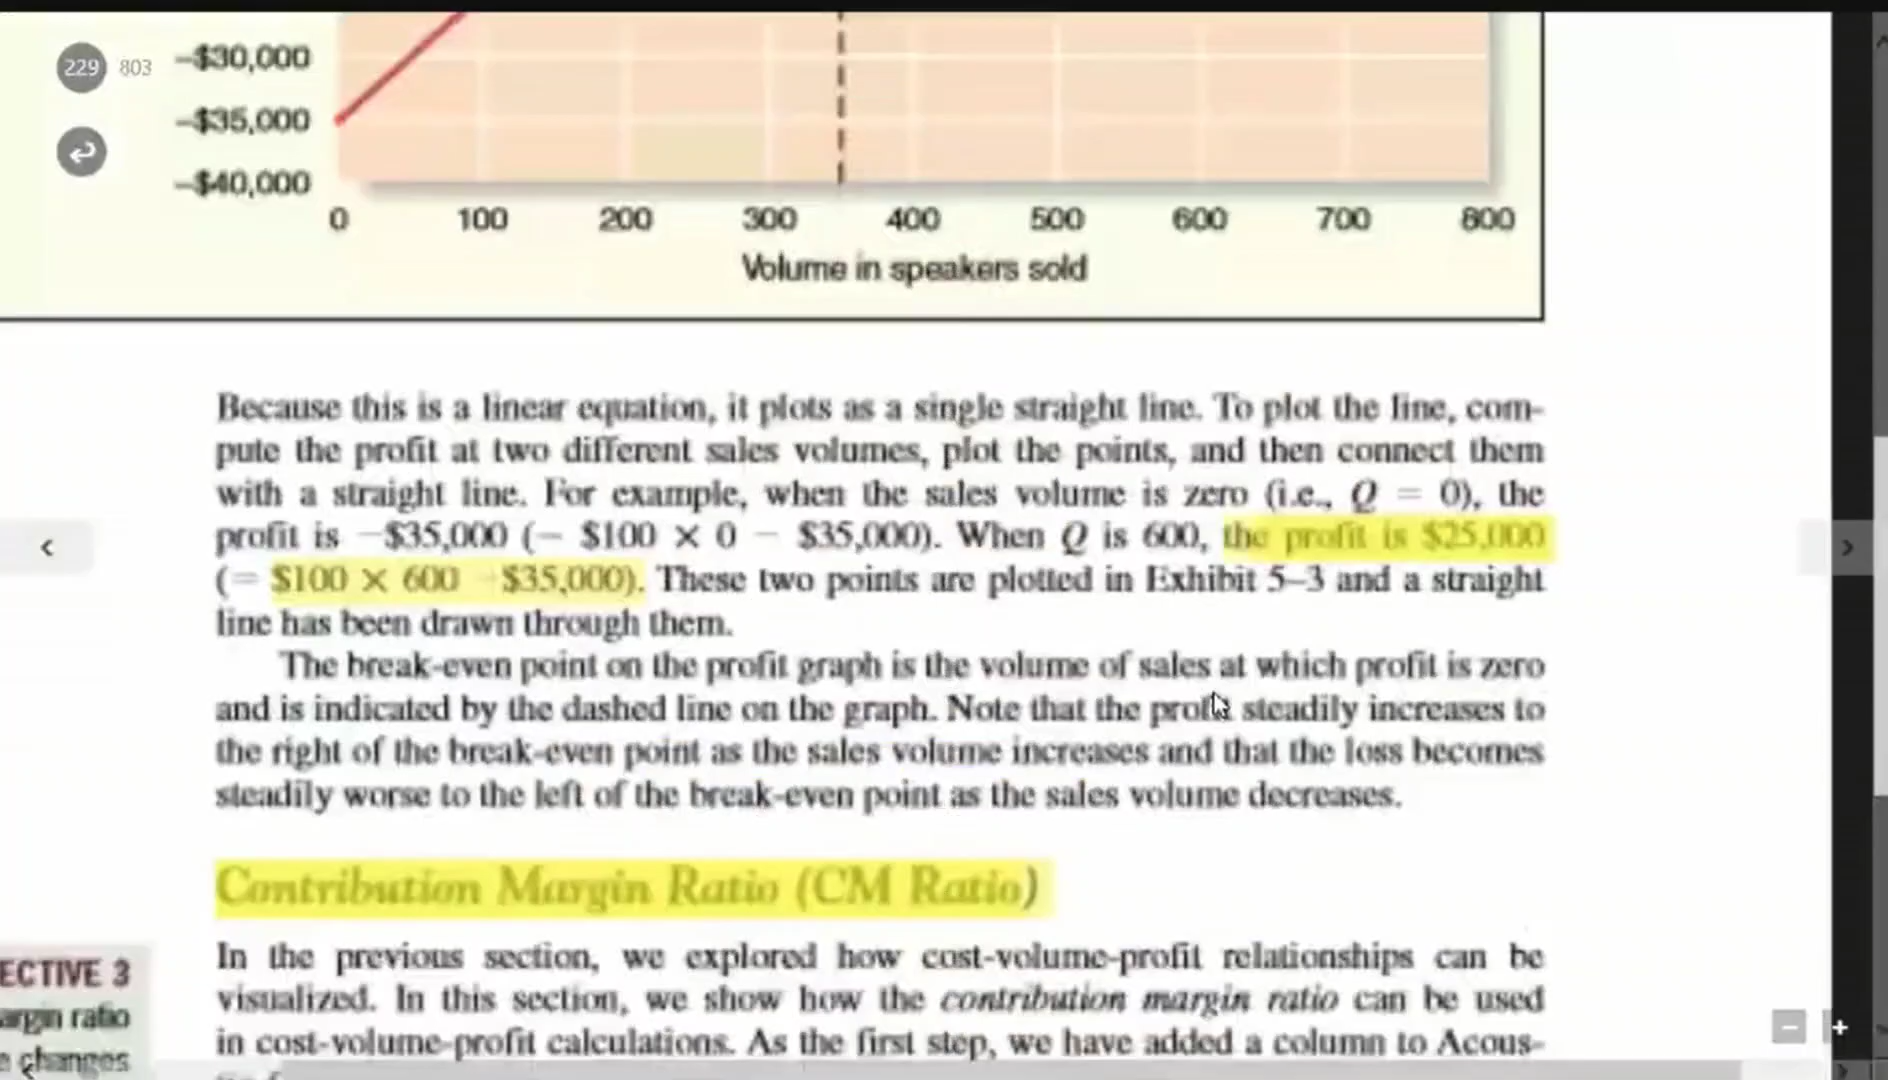 229 803
–$30,000
–$35,000
–$40,000
0 100 200 300 400 500 600 700 800
Volume in speakers sold
Because this is a linear equation, it plots as a single straight line. To plot the line, com-
pute the profit at two different sales volumes, plot the points, and then connect them
with a straight line. For example, when the sales volume is zero (i.e., Q = 0), the
profit is –$35,000 (– $100 × 0 – $35,000). When Q is 600, the profit is $25,000
(= $100 × 600 – $35,000). These two points are plotted in Exhibit 5–3 and a straight
line has been drawn through them.
The break-even point on the profit graph is the volume of sales at which profit is zero
and is indicated by the dashed line on the graph. Note that the profit steadily increases to
the right of the break-even point as the sales volume increases and that the loss becomes
steadily worse to the left of the break-even point as the sales volume decreases.
Contribution Margin Ratio (CM Ratio)
ECTIVE 3
argin ratio
changes
In the previous section, we explored how cost-volume-profit relationships can be
visualized. In this section, we show how the contribution margin ratio can be used
in cost-volume-profit calculations. As the first step, we have added a column to Acous-